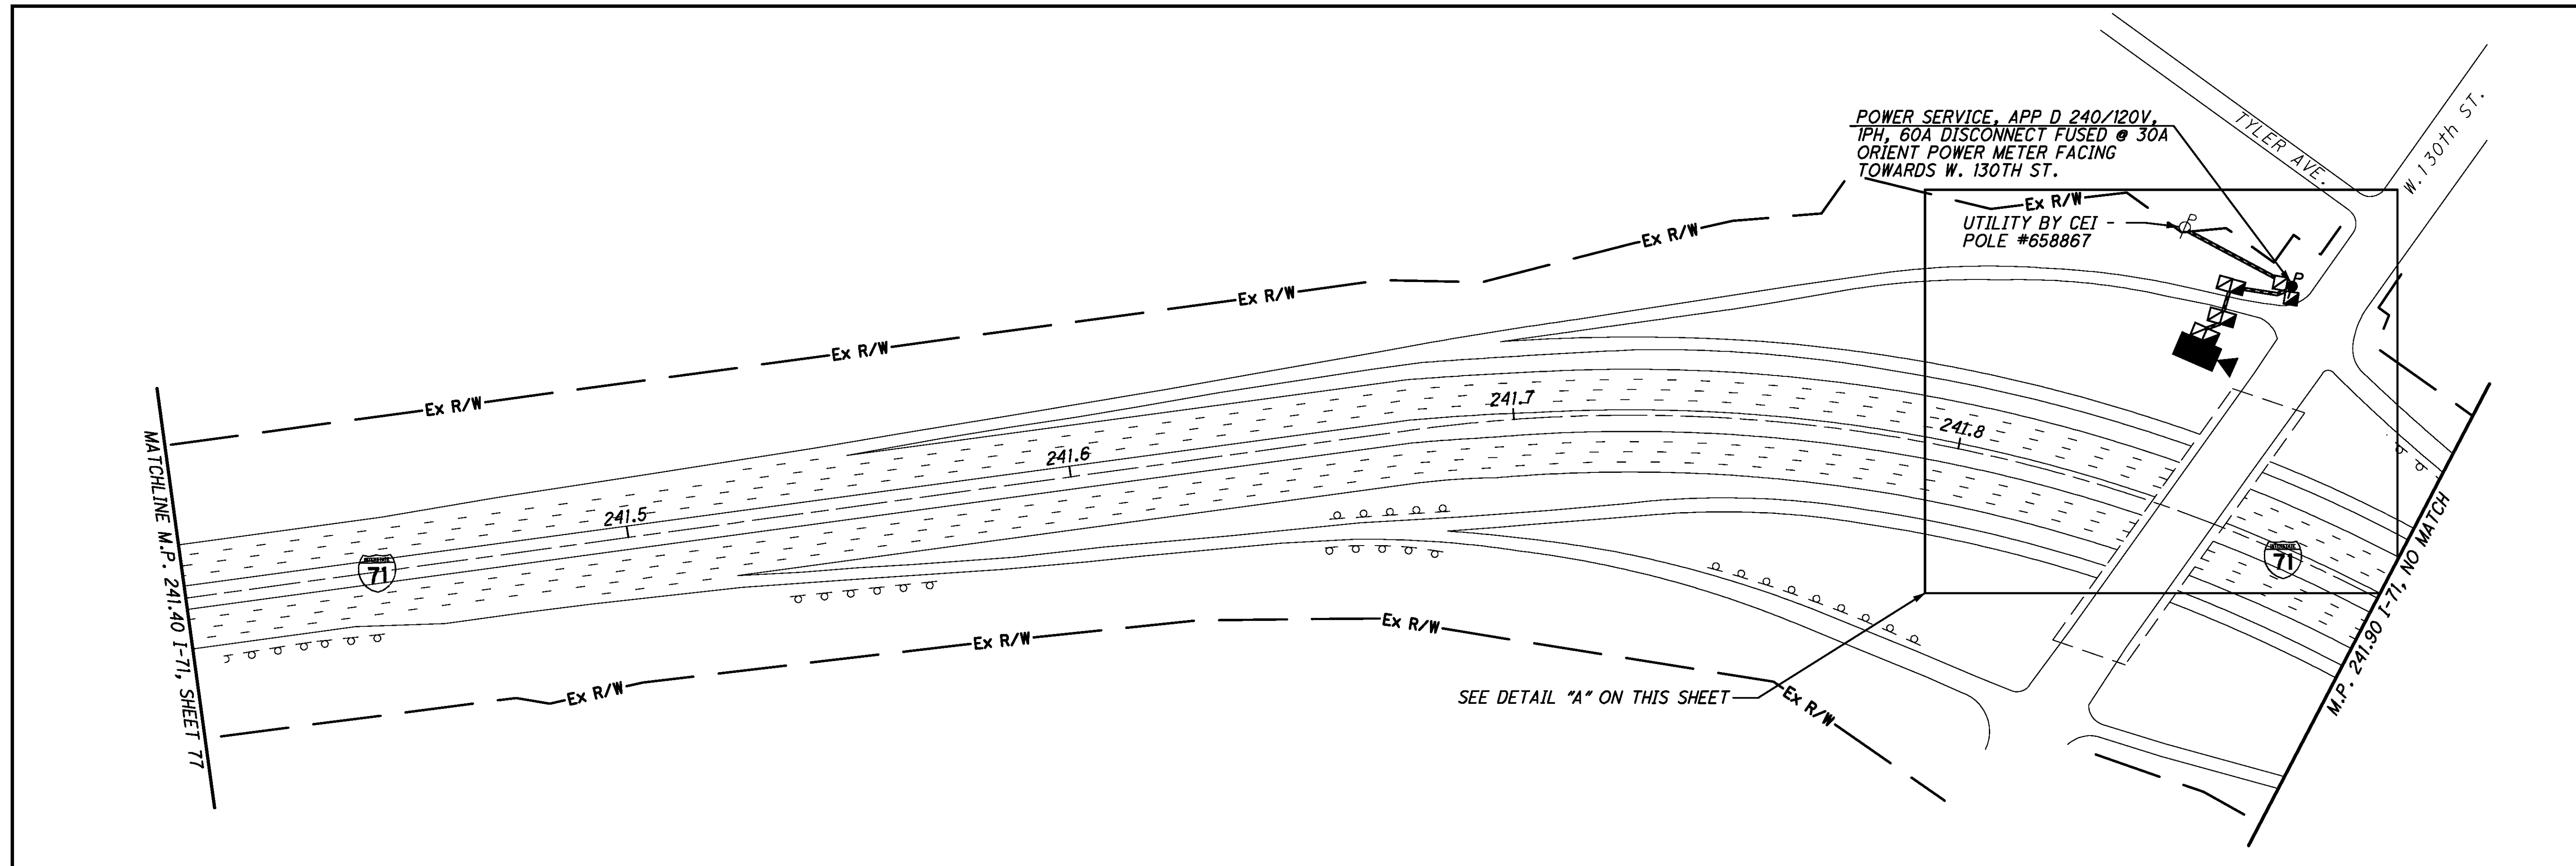 TYLER AVE.
W.130th ST.
POWER SERVICE, APP D 240/120V,
1PH, 60A DISCONNECT FUSED @ 30A
ORIENT POWER METER FACING
TOWARDS W. 130TH ST.
Ex R/W
UTILITY BY CEI -
POLE #658867
P
P
Ex R/W
Ex R/W
Ex R/W
Ex R/W
MATCHLINE M.P. 241.40 I-71, SHEET 77
241.5
241.6
241.7
241.8
INTERSTATE
71
INTERSTATE
71
M.P. 241.90 I-71, NO MATCH
Ex R/W
Ex R/W
Ex R/W
Ex R/W
SEE DETAIL "A" ON THIS SHEET